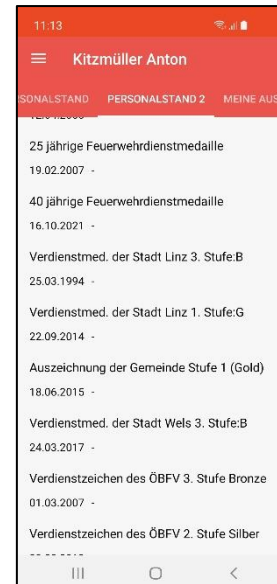 11:13
Kitzmüller Anton
SONALSTAND PERSONALSTAND 2 MEINE AUS
25 jährige Feuerwehrdienstmedaille
19.02.2007 -
40 jährige Feuerwehrdienstmedaille
16.10.2021 -
Verdienstmed. der Stadt Linz 3. Stufe:B
25.03.1994 -
Verdienstmed. der Stadt Linz 1. Stufe:G
22.09.2014 -
Auszeichnung der Gemeinde Stufe 1 (Gold)
18.06.2015 -
Verdienstmed. der Stadt Wels 3. Stufe:B
24.03.2017 -
Verdienstzeichen des ÖBFV 3. Stufe Bronze
01.03.2007 -
Verdienstzeichen des ÖBFV 2. Stufe Silber